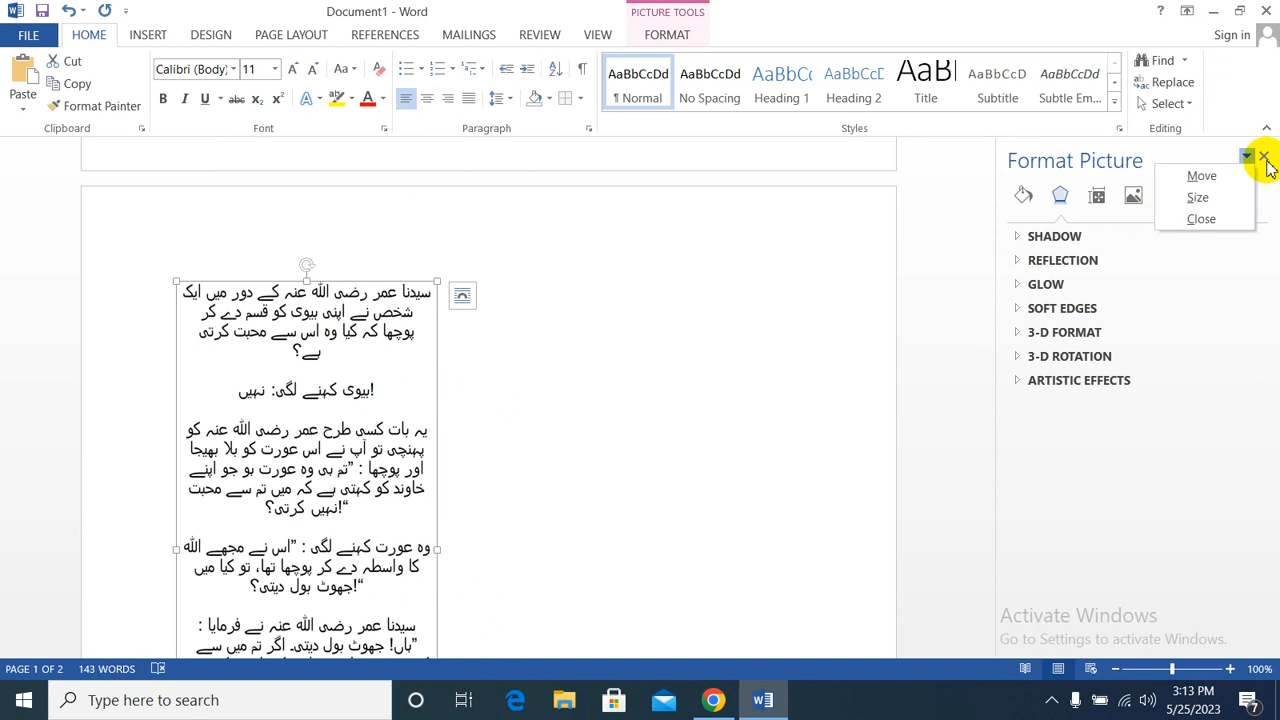 Document1 - Word
PICTURE TOOLS
?
FILE
HOME
INSERT
DESIGN
PAGE LAYOUT
REFERENCES
MAILINGS
REVIEW
VIEW
FORMAT
Sign in
Paste
Cut
Copy
Format Painter
Clipboard
Calibri (Body)
11
Font
Paragraph
AaBbCcDd
¶ Normal
AaBbCcDd
No Spacing
AaBbCc
Heading 1
AaBbCcC
Heading 2
AaBbCcD
Title
AaBbCcD
Subtitle
AaBbCcDd
Subtle Em...
Styles
Find
Replace
Select
Editing
Format Picture
Move
Size
Close
SHADOW
REFLECTION
GLOW
SOFT EDGES
3-D FORMAT
3-D ROTATION
ARTISTIC EFFECTS
سیدنا عمر رضی اللہ عنہ کے دور میں ایک
شخص نے اپنی بیوی کو قسم دے کر
پوچھا کہ کیا وہ اس سے محبت کرتی
ہے؟
بیوی کہنے لگی: نہیں!
یہ بات کسی طرح عمر رضی اللہ عنہ کو
پہنچی تو آپ نے اس عورت کو بلا بھیجا
اور پوچھا : ”تم ہی وہ عورت ہو جو اپنے
خاوند کو کہتی ہے کہ میں تم سے محبت
نہیں کرتی؟!“
وہ عورت کہنے لگی : ”اس نے مجھے اللہ
کا واسطہ دے کر پوچھا تھا، تو کیا میں
جھوٹ بول دیتی؟!“
سیدنا عمر رضی اللہ عنہ نے فرمایا :
”ہاں! جھوٹ بول دیتی۔ اگر تم میں سے
Activate Windows
Go to Settings to activate Windows.
PAGE 1 OF 2
143 WORDS
100%
Type here to search
3:13 PM
5/25/2023
7